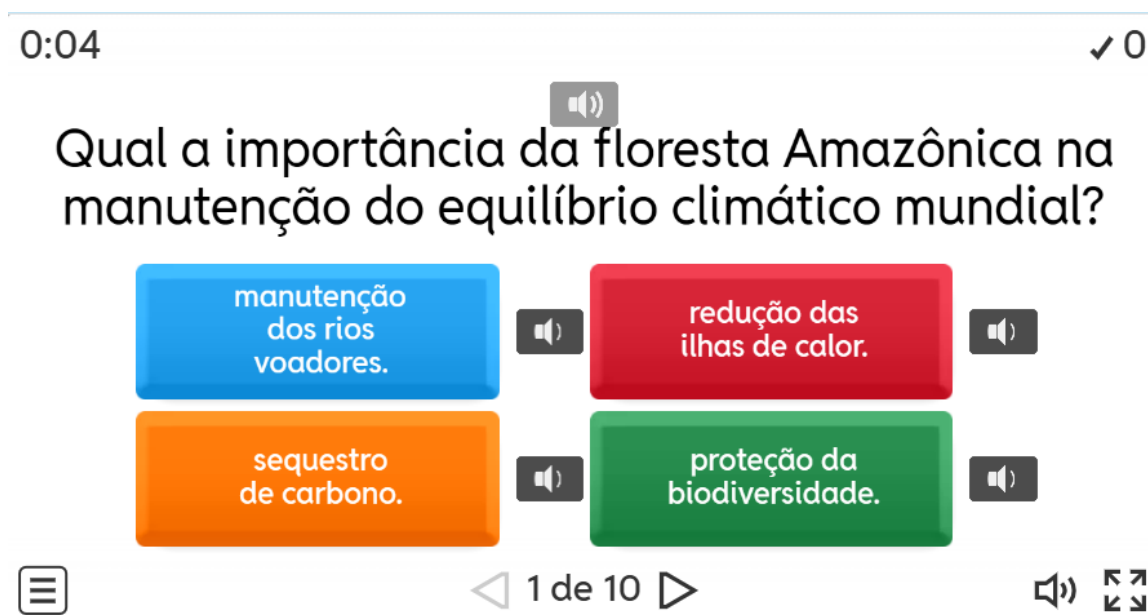 0:04
0
Qual a importância da floresta Amazônica na
manutenção do equilíbrio climático mundial?
manutenção
dos rios
voadores.
redução das
ilhas de calor.
sequestro
de carbono.
proteção da
biodiversidade.
1 de 10